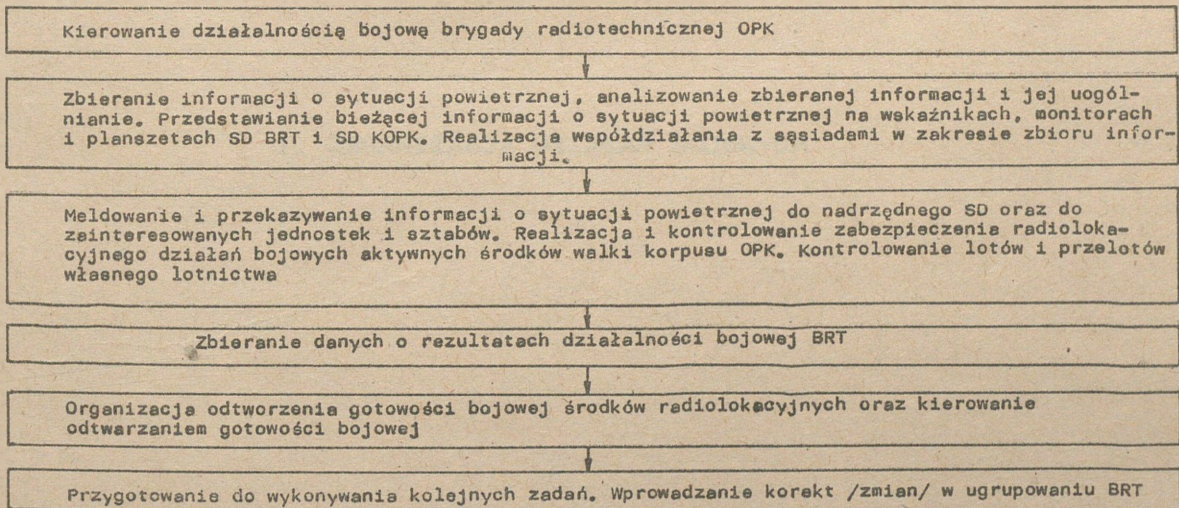 Kierowanie działalnością bojową brygady radiotechnicznej OPK
Zbieranie informacji o sytuacji powietrznej, analizowanie zbieranej informacji i jej uogól-
nianie. Przedstawianie bieżącej informacji o sytuacji powietrznej na wskaźnikach, monitorach
i planszetach SD BRT i SD KOPK. Realizacja współdziałania z sąsiadami w zakresie zbioru infor-
macji.
Meldowanie i przekazywanie informacji o sytuacji powietrznej do nadrzędnego SD oraz do
zainteresowanych jednostek i sztabów. Realizacja i kontrolowanie zabezpieczenia radioloka-
cyjnego działań bojowych aktywnych środków walki korpusu OPK. Kontrolowanie lotów i przelotów
własnego lotnictwa
Zbieranie danych o rezultatach działalności bojowej BRT
Organizacja odtworzenia gotowości bojowej środków radiolokacyjnych oraz kierowanie
odtwarzaniem gotowości bojowej
Przygotowanie do wykonywania kolejnych zadań. Wprowadzanie korekt /zmian/ w ugrupowaniu BRT